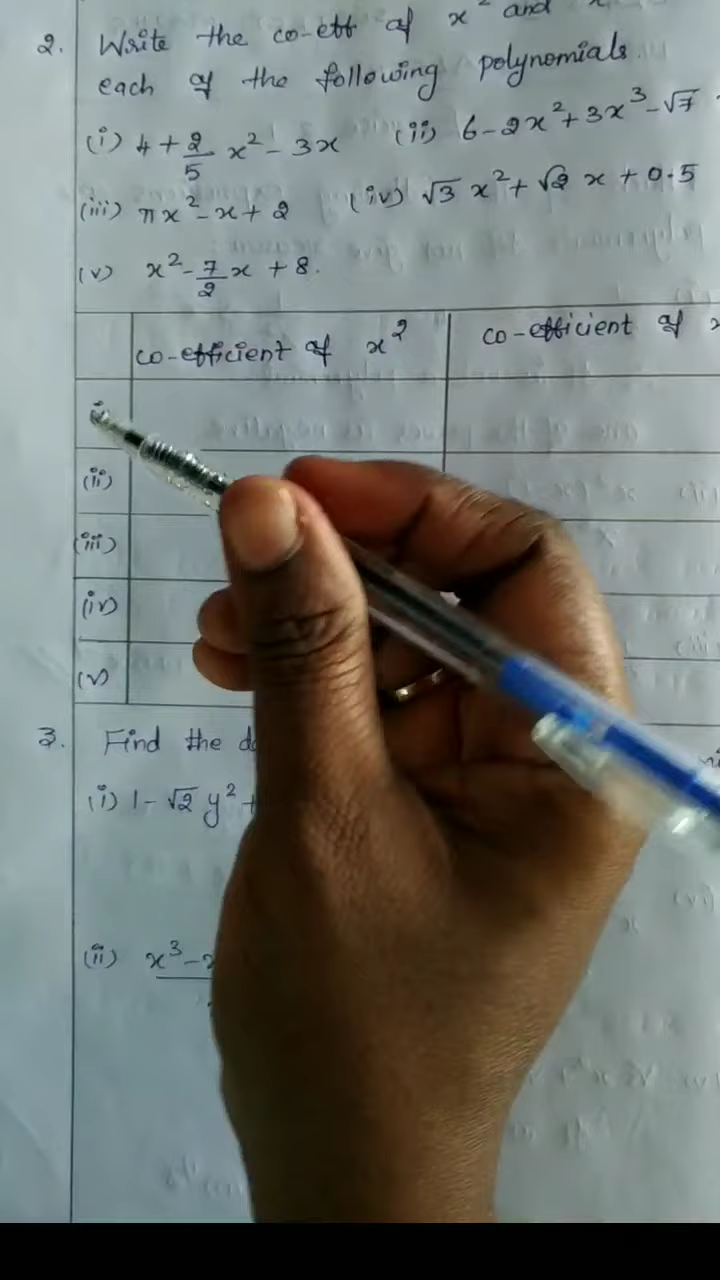 2. Write the co-eff of x² and x
each of the following polynomials.
(i) 4 + 2/5 x² - 3x (ii) 6 - 2x² + 3x³ - √7
(iii) πx² - x + 2 (iv) √3 x² + √2 x + 0.5
(v) x² - 7/2 x + 8.
co-efficient of x² co-efficient of x
(ii)
(iii)
(iv)
(v)
3. Find the
(i) 1 - √2 y² +
(ii) x³ -